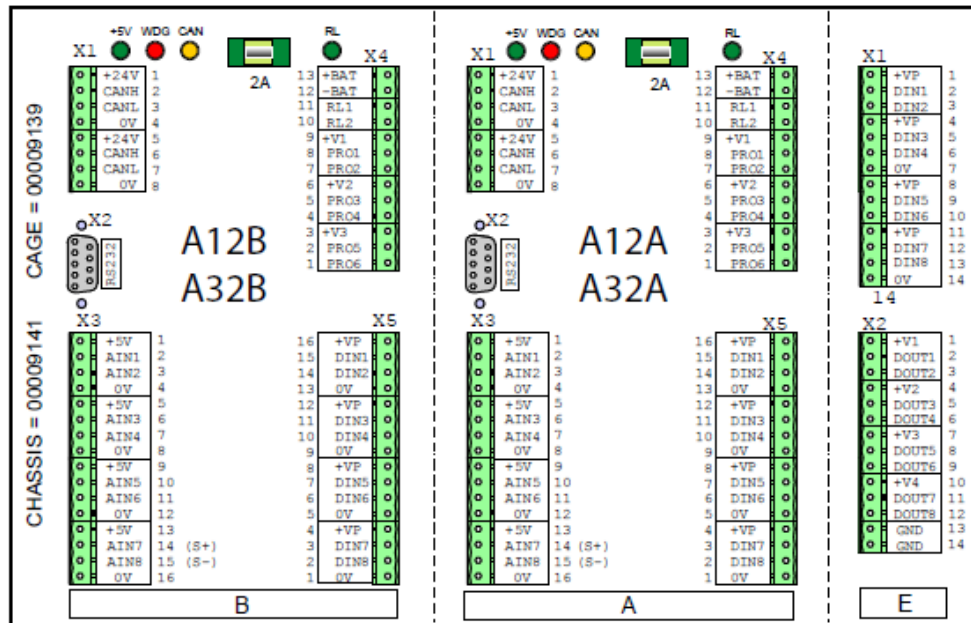 CAGE = 00009139
CHASSIS = 00009141
+5V WDG CAN RL
X1 X4
2A
+24V 1
CANH 2
CANL 3
0V 4
+24V 5
CANH 6
CANL 7
0V 8
13 +BAT
12 -BAT
11 RL1
10 RL2
9 +V1
8 PRO1
7 PRO2
6 +V2
5 PRO3
4 PRO4
3 +V3
2 PRO5
1 PRO6
X2
RS232
A12B
A32B
X3 X5
+5V 1
AIN1 2
AIN2 3
0V 4
+5V 5
AIN3 6
AIN4 7
0V 8
+5V 9
AIN5 10
AIN6 11
0V 12
+5V 13
AIN7 14 (S+)
AIN8 15 (S-)
0V 16
16 +VP
15 DIN1
14 DIN2
13 0V
12 +VP
11 DIN3
10 DIN4
9 0V
8 +VP
7 DIN5
6 DIN6
5 0V
4 +VP
3 DIN7
2 DIN8
1 0V
B
+5V WDG CAN RL
X1 X4
2A
+24V 1
CANH 2
CANL 3
0V 4
+24V 5
CANH 6
CANL 7
0V 8
13 +BAT
12 -BAT
11 RL1
10 RL2
9 +V1
8 PRO1
7 PRO2
6 +V2
5 PRO3
4 PRO4
3 +V3
2 PRO5
1 PRO6
X2
RS232
A12A
A32A
X3 X5
+5V 1
AIN1 2
AIN2 3
0V 4
+5V 5
AIN3 6
AIN4 7
0V 8
+5V 9
AIN5 10
AIN6 11
0V 12
+5V 13
AIN7 14 (S+)
AIN8 15 (S-)
0V 16
16 +VP
15 DIN1
14 DIN2
13 0V
12 +VP
11 DIN3
10 DIN4
9 0V
8 +VP
7 DIN5
6 DIN6
5 0V
4 +VP
3 DIN7
2 DIN8
1 0V
A
X1
+VP 1
DIN1 2
DIN2 3
+VP 4
DIN3 5
DIN4 6
0V 7
+VP 8
DIN5 9
DIN6 10
+VP 11
DIN7 12
DIN8 13
0V 14
14
X2
+V1 1
DOUT1 2
DOUT2 3
+V2 4
DOUT3 5
DOUT4 6
+V3 7
DOUT5 8
DOUT6 9
+V4 10
DOUT7 11
DOUT8 12
GND 13
GND 14
E